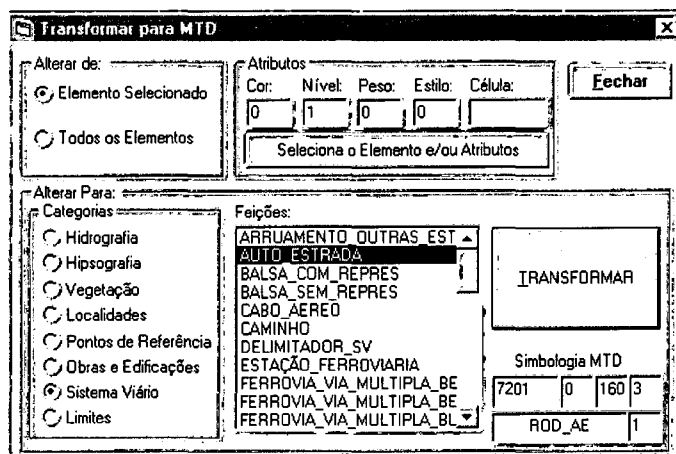 Transformar para MTD
Alterar de:
Elemento Selecionado
Todos os Elementos
Atributos
Cor: Nível: Peso: Estilo: Célula:
0 1 0 0
Seleciona o Elemento e/ou Atributos
Fechar
Alterar Para:
Categorias
Hidrografia
Hipsografia
Vegetação
Localidades
Pontos de Referência
Obras e Edificações
Sistema Viário
Limites
Feições:
ARRUAMENTO_OUTRAS_EST
AUTO_ESTRADA
BALSA_COM_REPRES
BALSA_SEM_REPRES
CABO_AEREO
CAMINHO
DELIMITADOR_SV
ESTAÇÃO_FERROVIARIA
FERROVIA_VIA_MULTIPLA_BE
FERROVIA_VIA_MULTIPLA_BE
FERROVIA_VIA_MULTIPLA_BL
TRANSFORMAR
Simbologia MTD
7201 0 160 3
ROD_AE 1